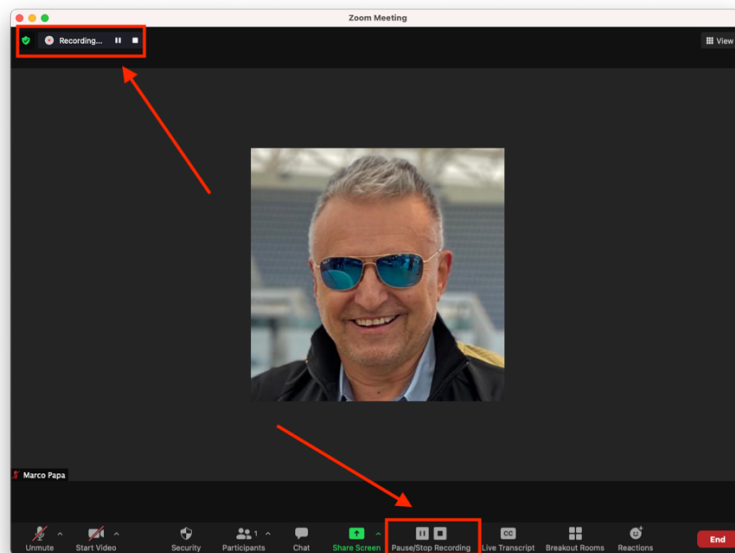 Zoom Meeting
Recording...
View
Marco Papa
1
CC
Unmute
Start Video
Security
Participants
Chat
Share Screen
Pause/Stop Recording
Live Transcript
Breakout Rooms
Reactions
End